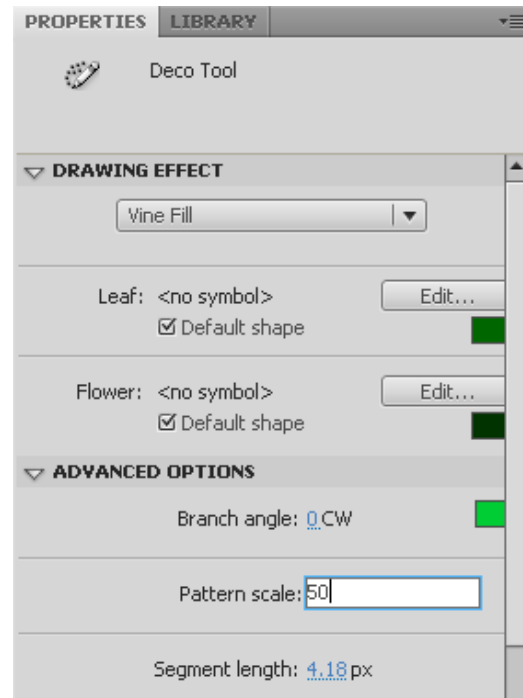 PROPERTIES LIBRARY
Deco Tool
DRAWING EFFECT
Vine Fill
Leaf: <no symbol> Edit...
Default shape
Flower: <no symbol> Edit...
Default shape
ADVANCED OPTIONS
Branch angle: 0 CW
Pattern scale: 50
Segment length: 4.18 px